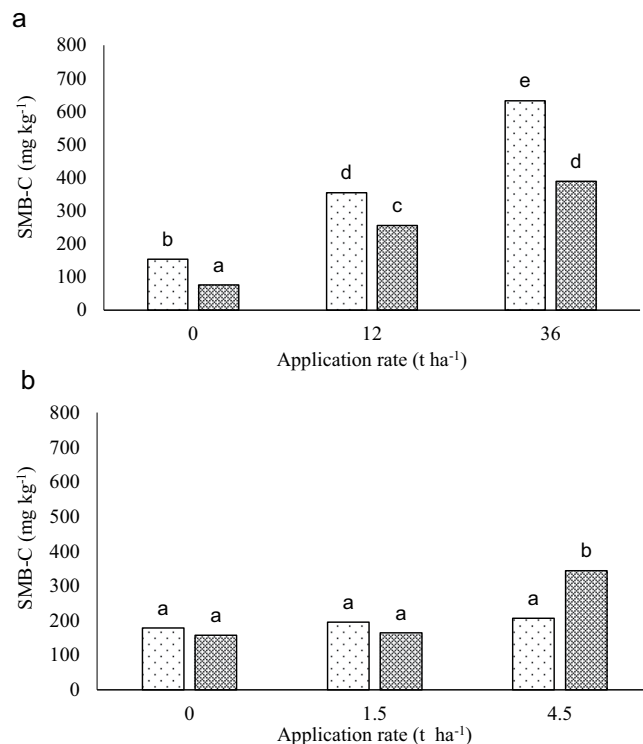 a
SMB-C (mg kg⁻¹)
800
700
600
500
400
300
200
100
0
b
a
d
c
e
d
0 12 36
Application rate (t ha⁻¹)
b
SMB-C (mg kg⁻¹)
800
700
600
500
400
300
200
100
0
a
a
a
a
a
b
0 1.5 4.5
Application rate (t ha⁻¹)